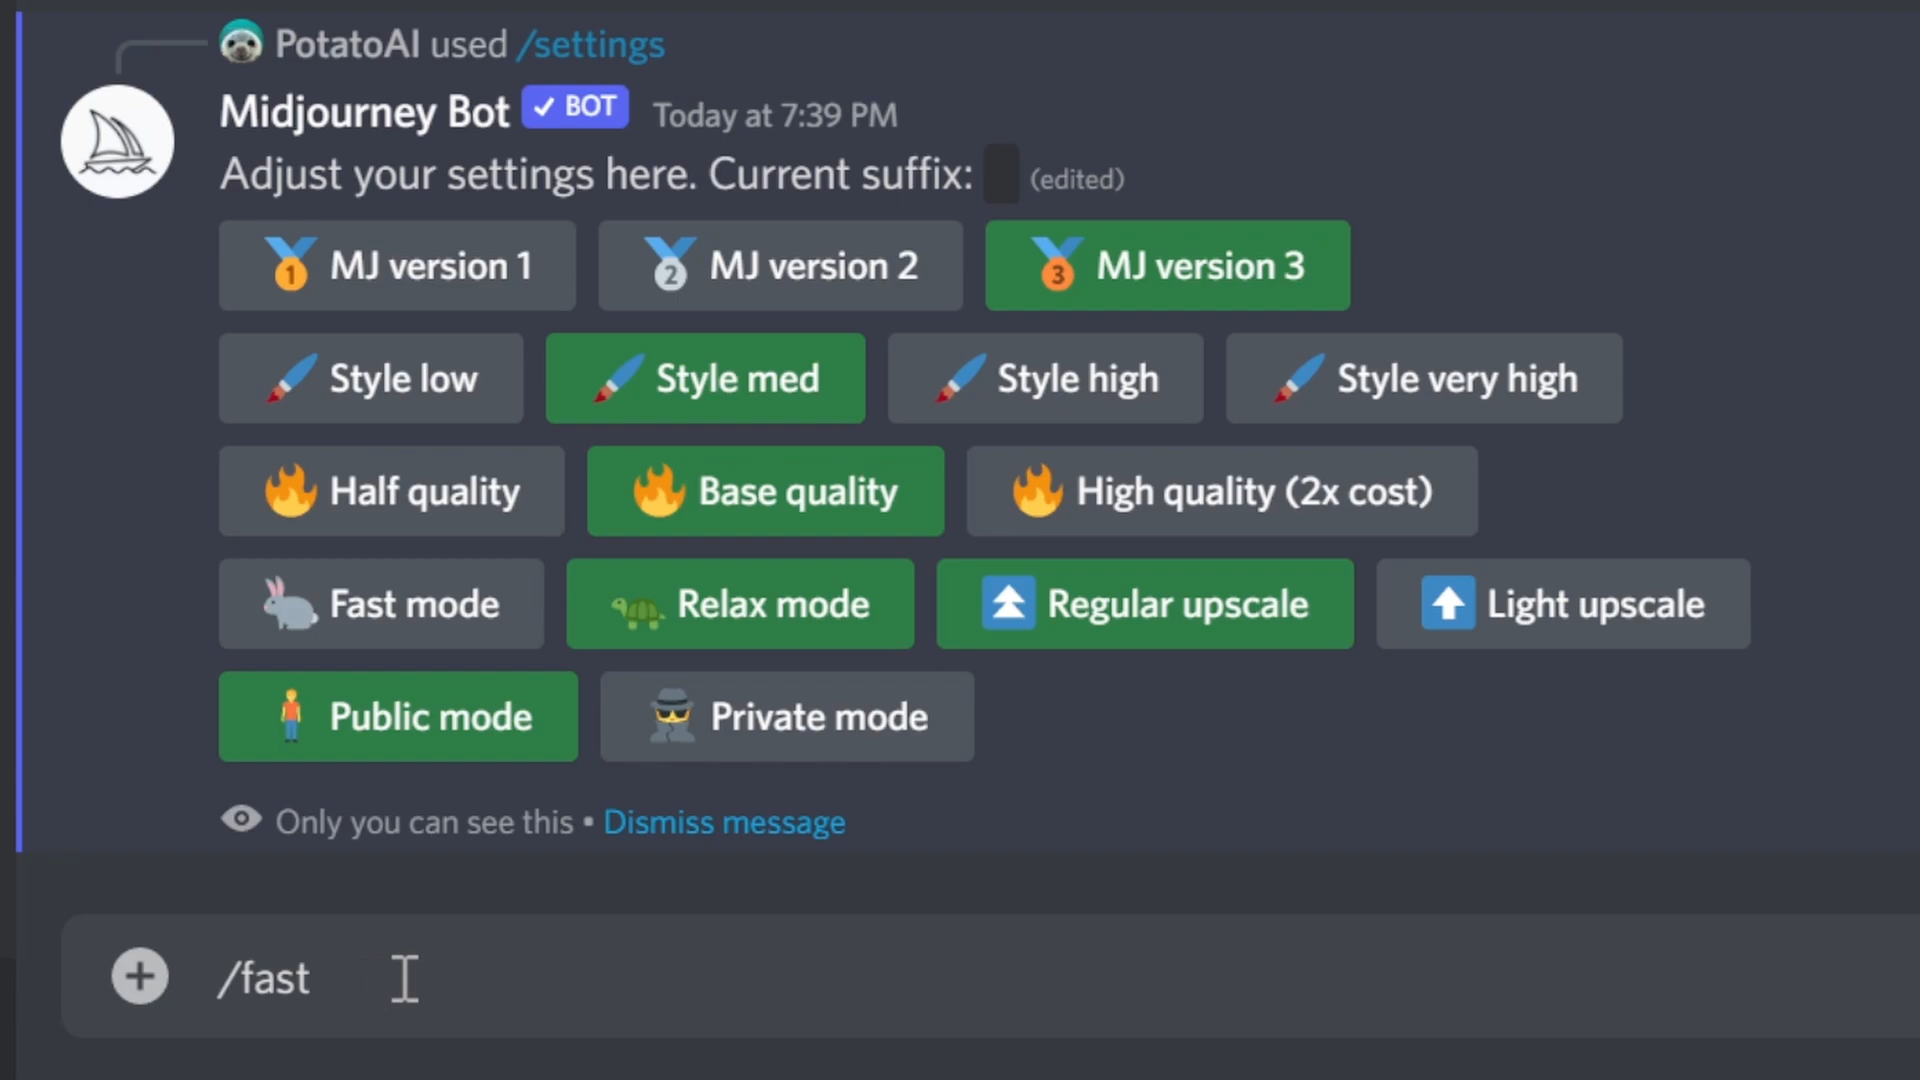 PotatoAI used /settings
Midjourney Bot ✓ BOT Today at 7:39 PM
Adjust your settings here. Current suffix: (edited)
1 MJ version 1 2 MJ version 2 3 MJ version 3
Style low Style med Style high Style very high
Half quality Base quality High quality (2x cost)
Fast mode Relax mode Regular upscale Light upscale
Public mode Private mode
Only you can see this • Dismiss message
/fast